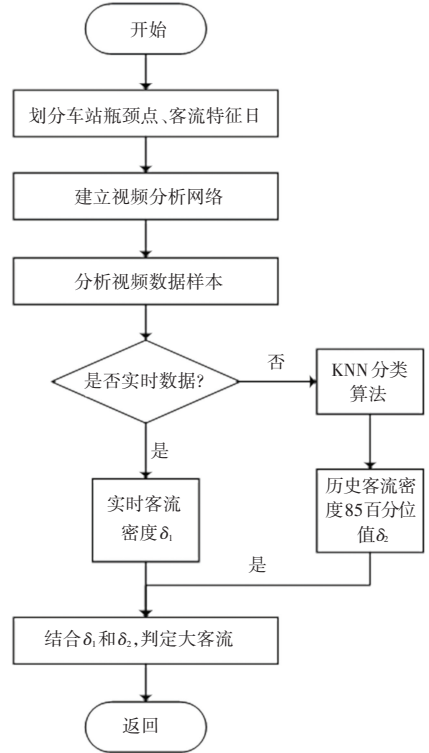 开始
划分车站瓶颈点、客流特征日
建立视频分析网络
分析视频数据样本
是否实时数据?
否
KNN分类
算法
是
实时客流
密度δ₁
历史客流密
度85百分位
值δ₂
是
结合δ₁和δ₂,判定大客流
返回